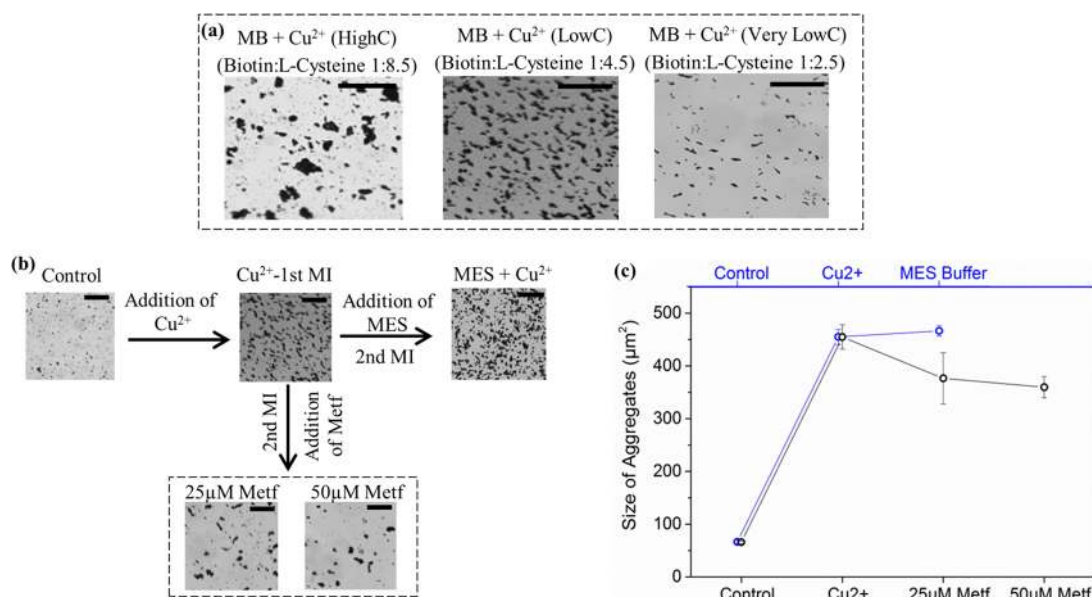 (a)
MB + Cu²⁺ (HighC)
(Biotin:L-Cysteine 1:8.5)
MB + Cu²⁺ (LowC)
(Biotin:L-Cysteine 1:4.5)
MB + Cu²⁺ (Very LowC)
(Biotin:L-Cysteine 1:2.5)
(b)
Control
Addition of
Cu²⁺
Cu²⁺-1st MI
Addition of
MES
2nd MI
MES + Cu²⁺
2nd MI
Addition
of Metf
25µM Metf
50µM Metf
(c)
Control
Cu2+
MES Buffer
Size of Aggregates (µm²)
500
400
300
200
100
0
Control
Cu2+
25µM Metf
50µM Metf